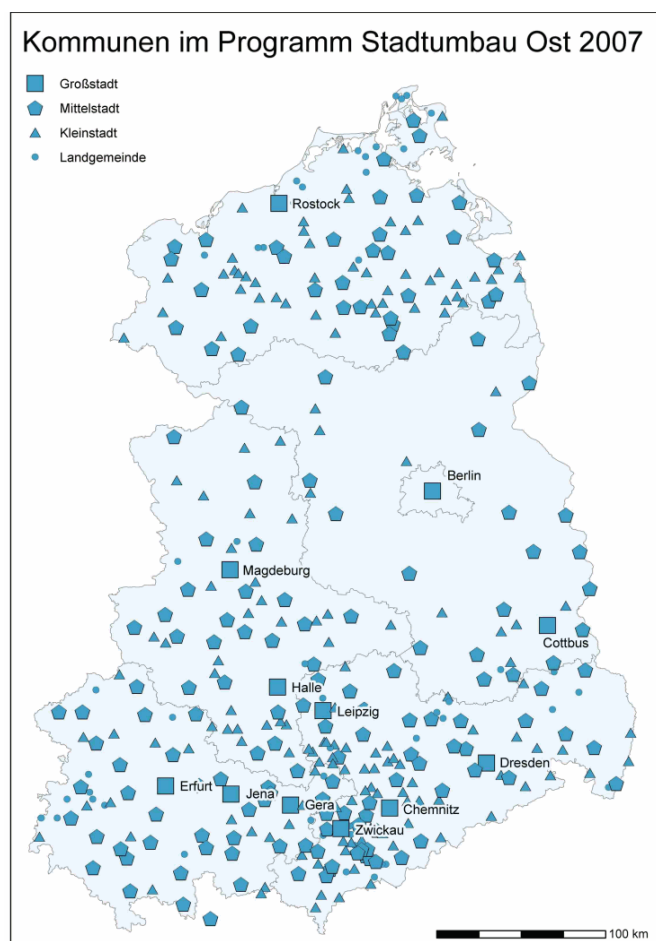 Kommunen im Programm Stadtumbau Ost 2007
Großstadt
Mittelstadt
Kleinstadt
Landgemeinde
Rostock
Berlin
Magdeburg
Cottbus
Halle
Leipzig
Dresden
Erfurt
Jena
Gera
Chemnitz
Zwickau
100 km